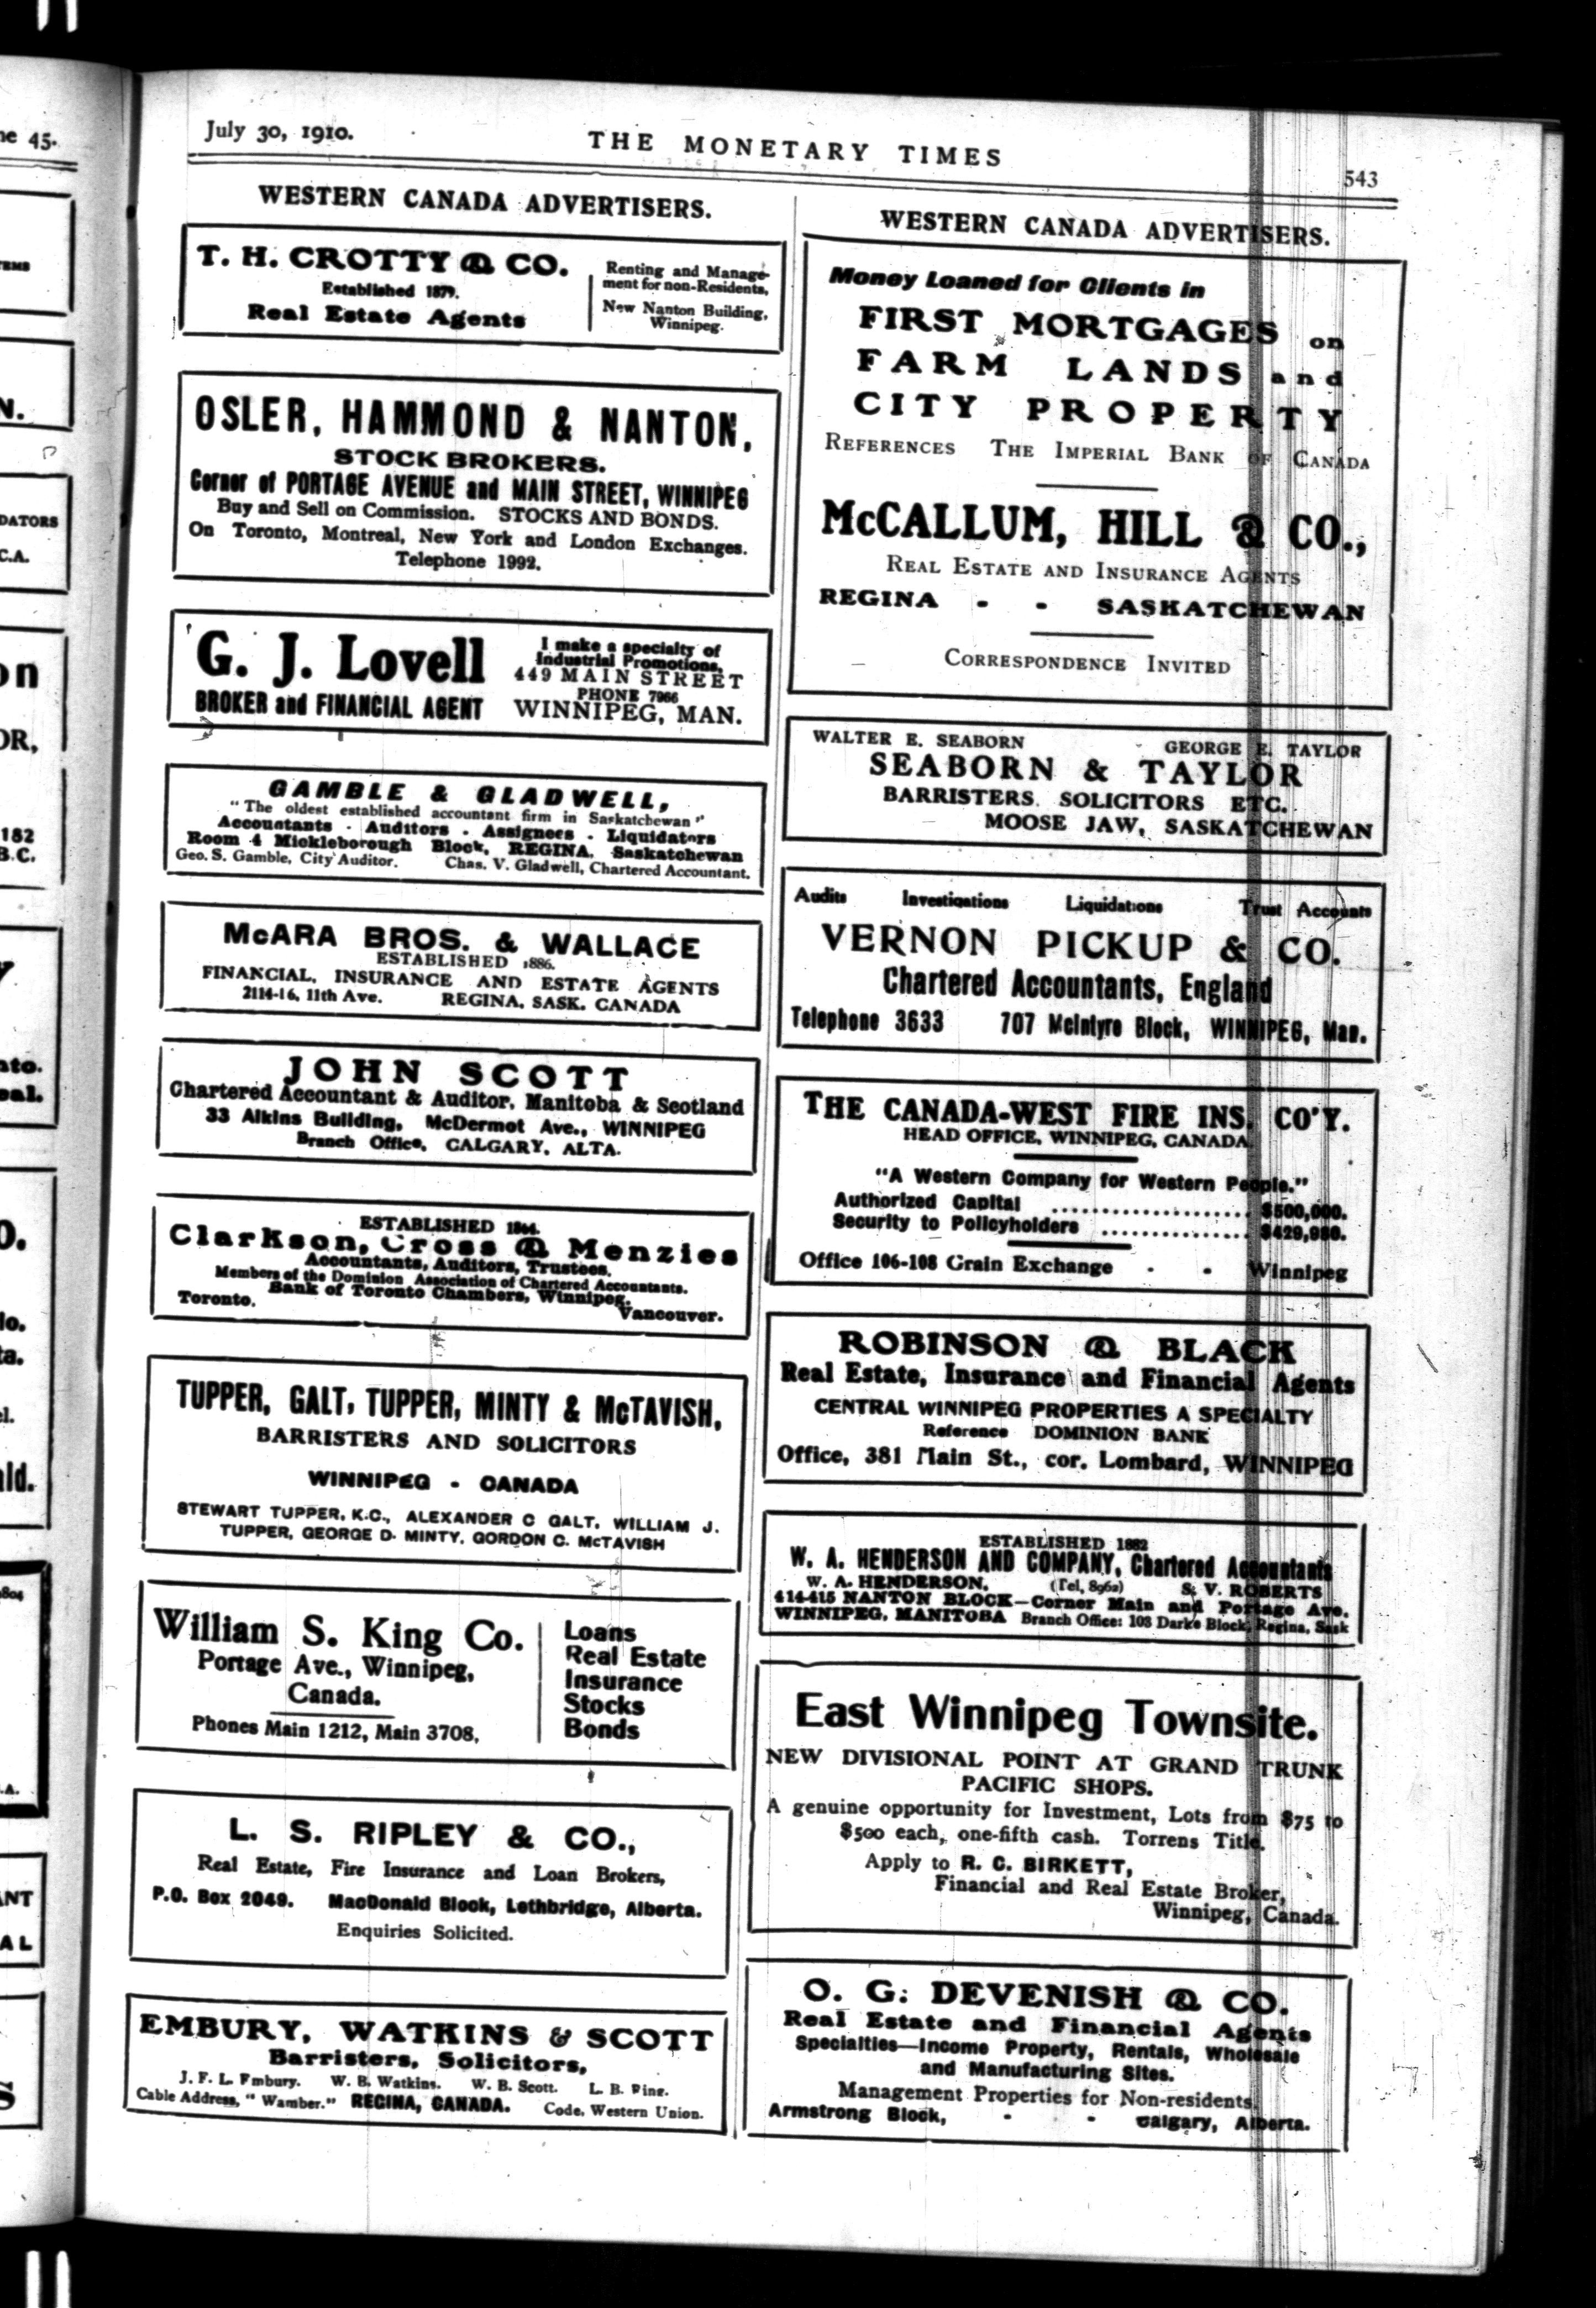 July 30, 1910.
THE MONETARY TIMES
543
WESTERN CANADA ADVERTISERS.
T. H. CROTTY & CO.
Established 1879.
Real Estate Agents
Renting and Manage-
ment for non-Residents,
New Nanton Building,
Winnipeg.
OSLER, HAMMOND & NANTON,
STOCK BROKERS.
Corner of PORTAGE AVENUE and MAIN STREET, WINNIPEG
Buy and Sell on Commission. STOCKS AND BONDS.
On Toronto, Montreal, New York and London Exchanges.
Telephone 1992.
G. J. Lovell
BROKER and FINANCIAL AGENT
I make a specialty of
Industrial Promotions,
449 MAIN STREET
PHONE 7966
WINNIPEG, MAN.
GAMBLE & GLADWELL,
"The oldest established accountant firm in Saskatchewan"
Accountants - Auditors - Assignees - Liquidators
Room 4 Mickleborough Block, REGINA, Saskatchewan
Geo. S. Gamble, City Auditor. Chas. V. Gladwell, Chartered Accountant.
McARA BROS. & WALLACE
ESTABLISHED 1886.
FINANCIAL, INSURANCE AND ESTATE AGENTS
2114-16, 11th Ave. REGINA, SASK. CANADA
JOHN SCOTT
Chartered Accountant & Auditor, Manitoba & Scotland
33 Aikins Building, McDermot Ave., WINNIPEG
Branch Office, CALGARY, ALTA.
ESTABLISHED 1864.
Clarkson, Cross & Menzies
Accountants, Auditors, Trustees,
Members of the Dominion Association of Chartered Accountants.
Bank of Toronto Chambers, Winnipeg.
Toronto. Vancouver.
TUPPER, GALT, TUPPER, MINTY & McTAVISH,
BARRISTERS AND SOLICITORS
WINNIPEG - CANADA
STEWART TUPPER, K.C., ALEXANDER C GALT, WILLIAM J.
TUPPER, GEORGE D. MINTY, GORDON C. McTAVISH
William S. King Co.
Portage Ave., Winnipeg,
Canada.
Phones Main 1212, Main 3708,
Loans
Real Estate
Insurance
Stocks
Bonds
L. S. RIPLEY & CO.,
Real Estate, Fire Insurance and Loan Brokers,
P.O. Box 2049. MacDonald Block, Lethbridge, Alberta.
Enquiries Solicited.
EMBURY, WATKINS & SCOTT
Barristers, Solicitors,
J. F. L. Embury. W. B. Watkins. W. B. Scott. L. B. Ring.
Cable Address, "Wamber." REGINA, CANADA. Code, Western Union.
WESTERN CANADA ADVERTISERS.
Money Loaned for Clients in
FIRST MORTGAGES on
FARM LANDS and
CITY PROPERTY
REFERENCES THE IMPERIAL BANK OF CANADA
McCALLUM, HILL & CO.,
REAL ESTATE AND INSURANCE AGENTS
REGINA - - SASKATCHEWAN
CORRESPONDENCE INVITED
WALTER E. SEABORN GEORGE E. TAYLOR
SEABORN & TAYLOR
BARRISTERS. SOLICITORS ETC.
MOOSE JAW, SASKATCHEWAN
Audits Investigations Liquidations Trust Accounts
VERNON PICKUP & CO.
Chartered Accountants, England
Telephone 3633 707 McIntyre Block, WINNIPEG, Man.
THE CANADA-WEST FIRE INS. CO'Y.
HEAD OFFICE, WINNIPEG, CANADA
"A Western Company for Western People."
Authorized Capital .................... $500,000.
Security to Policyholders ............... $429,980.
Office 106-108 Grain Exchange - - Winnipeg
ROBINSON & BLACK
Real Estate, Insurance and Financial Agents
CENTRAL WINNIPEG PROPERTIES A SPECIALTY
Reference DOMINION BANK
Office, 381 Main St., cor. Lombard, WINNIPEG
ESTABLISHED 1882
W. A. HENDERSON AND COMPANY, Chartered Accountants
W. A. HENDERSON. (Tel, 8962) S. V. ROBERTS
414-415 NANTON BLOCK—Corner Main and Portage Ave.
WINNIPEG, MANITOBA Branch Office: 103 Darke Block, Regina, Sask
East Winnipeg Townsite.
NEW DIVISIONAL POINT AT GRAND TRUNK
PACIFIC SHOPS.
A genuine opportunity for Investment, Lots from $75 to
$500 each, one-fifth cash. Torrens Title.
Apply to R. C. BIRKETT,
Financial and Real Estate Broker,
Winnipeg, Canada.
O. G. DEVENISH & CO.
Real Estate and Financial Agents
Specialties—Income Property, Rentals, Wholesale
and Manufacturing Sites.
Management Properties for Non-residents
Armstrong Block, - - Calgary, Alberta.